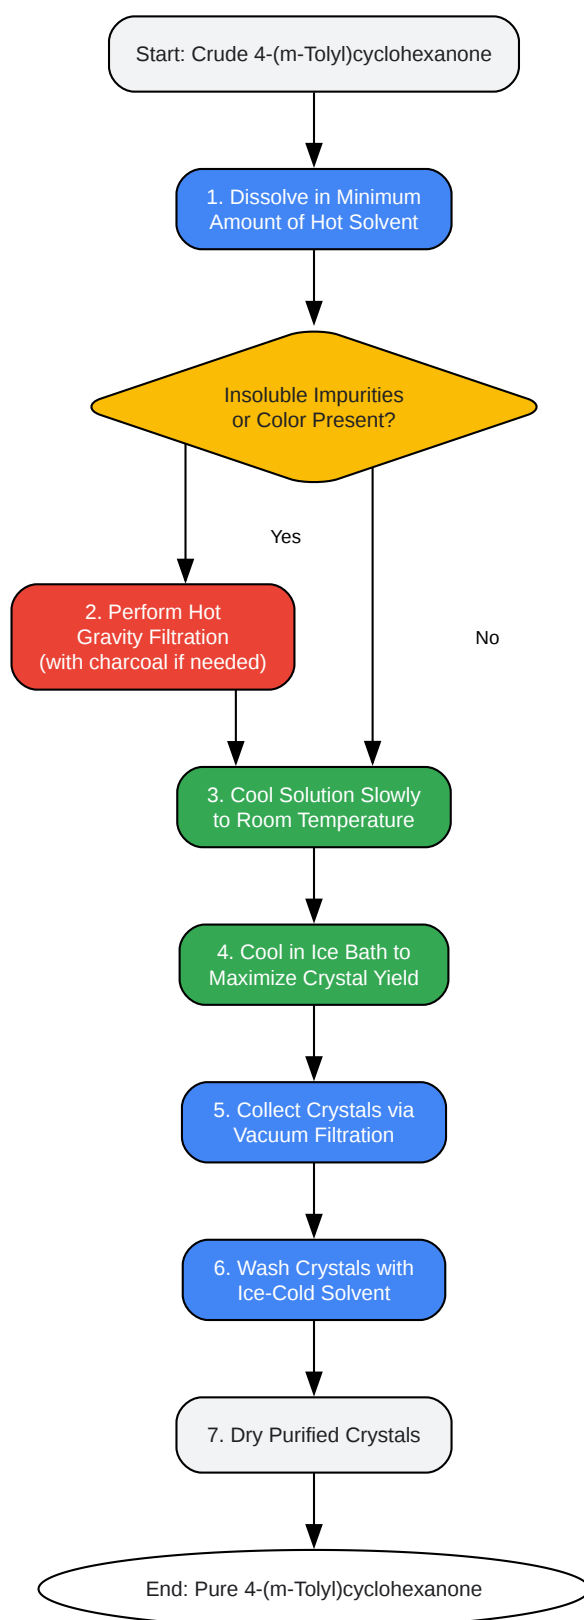 Start: Crude 4-(m-Tolyl)cyclohexanone
1. Dissolve in Minimum
Amount of Hot Solvent
Insoluble Impurities
or Color Present?
Yes
2. Perform Hot
Gravity Filtration
(with charcoal if needed)
No
3. Cool Solution Slowly
to Room Temperature
4. Cool in Ice Bath to
Maximize Crystal Yield
5. Collect Crystals via
Vacuum Filtration
6. Wash Crystals with
Ice-Cold Solvent
7. Dry Purified Crystals
End: Pure 4-(m-Tolyl)cyclohexanone